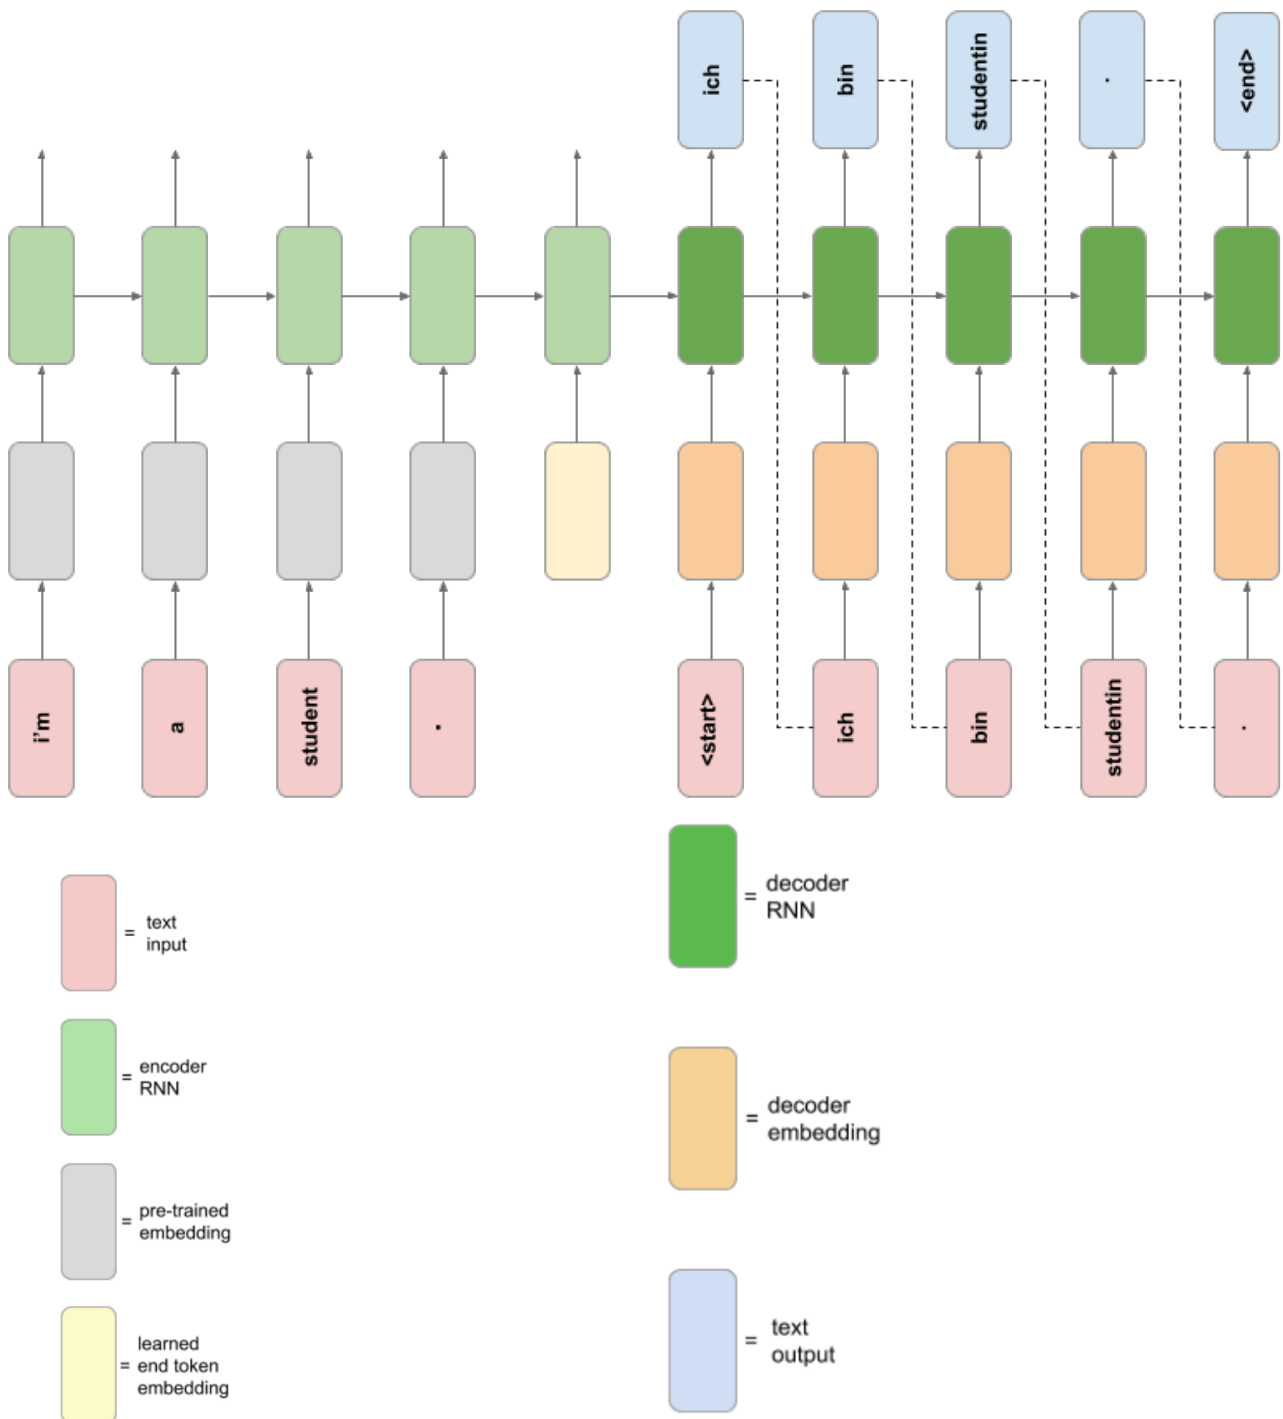 ich
bin
studentin
.
<end>
i'm
a
student
.
<start>
ich
bin
studentin
.
= text
input
= encoder
RNN
= pre-trained
embedding
learned
= end token
embedding
= decoder
RNN
= decoder
embedding
= text
output